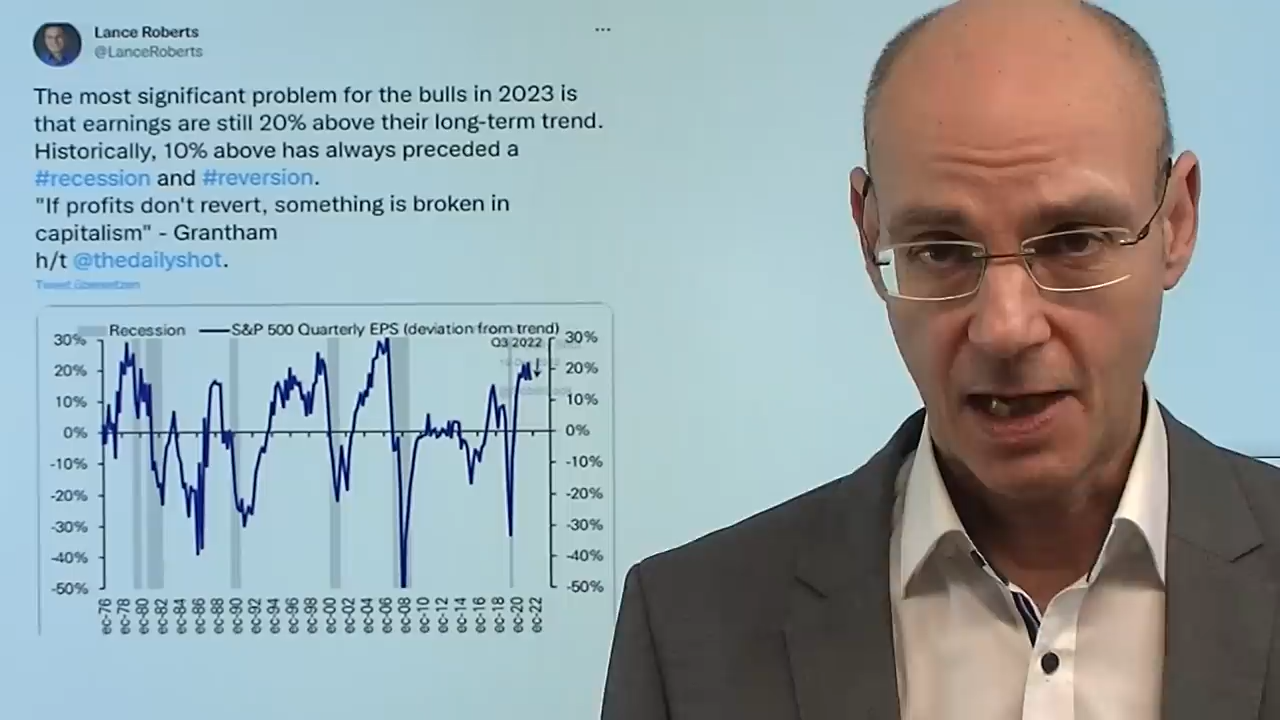 Lance Roberts
@LanceRoberts
...
The most significant problem for the bulls in 2023 is
that earnings are still 20% above their long-term trend.
Historically, 10% above has always preceded a
#recession and #reversion.
"If profits don't revert, something is broken in
capitalism" - Grantham
h/t @thedailyshot.
Tweet übersetzen
Recession S&P 500 Quarterly EPS (deviation from trend)
Q3 2022
30% 30%
20% 20%
10% 10%
0% 0%
-10% -10%
-20% -20%
-30% -30%
-40% -40%
-50% -50%
ec-76 ec-78 ec-80 ec-82 ec-84 ec-86 ec-88 ec-90 ec-92 ec-94 ec-96 ec-98 ec-00 ec-02 ec-04 ec-06 ec-08 ec-10 ec-12 ec-14 ec-16 ec-18 ec-20 ec-22